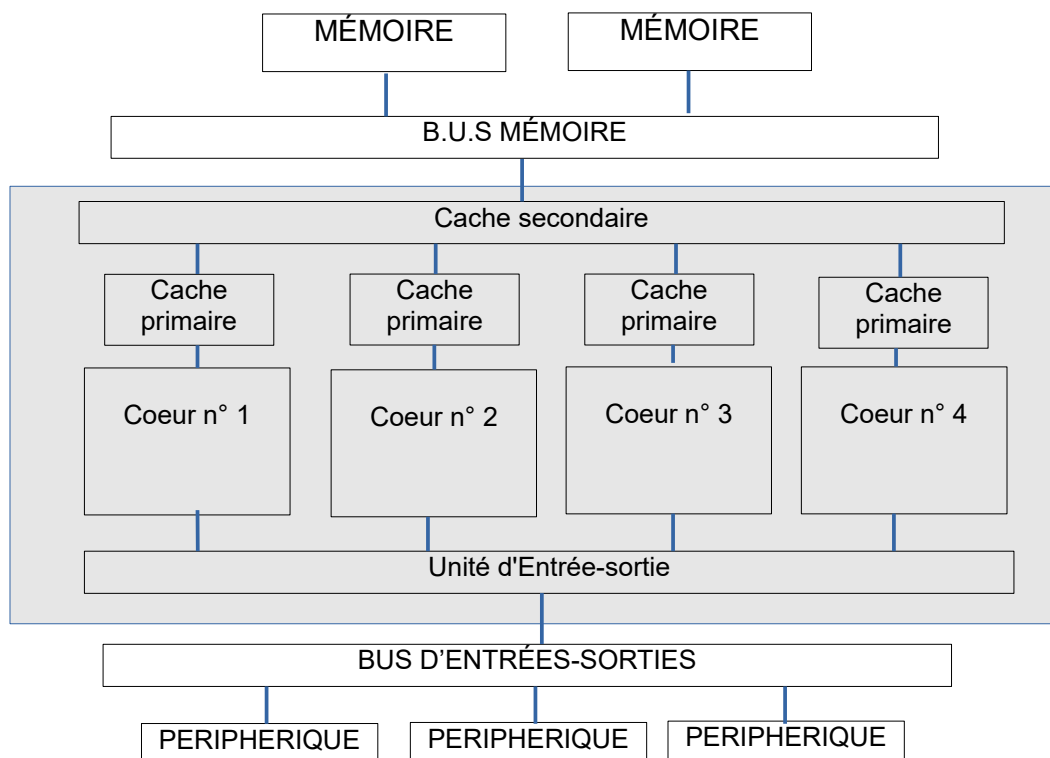 MÉMOIRE
MÉMOIRE
B.U.S MÉMOIRE
Cache secondaire
Cache
primaire
Cache
primaire
Cache
primaire
Cache
primaire
Coeur n° 1
Coeur n° 2
Coeur n° 3
Coeur n° 4
Unité d'Entrée-sortie
BUS D’ENTRÉES-SORTIES
PERIPHERIQUE
PERIPHERIQUE
PERIPHERIQUE